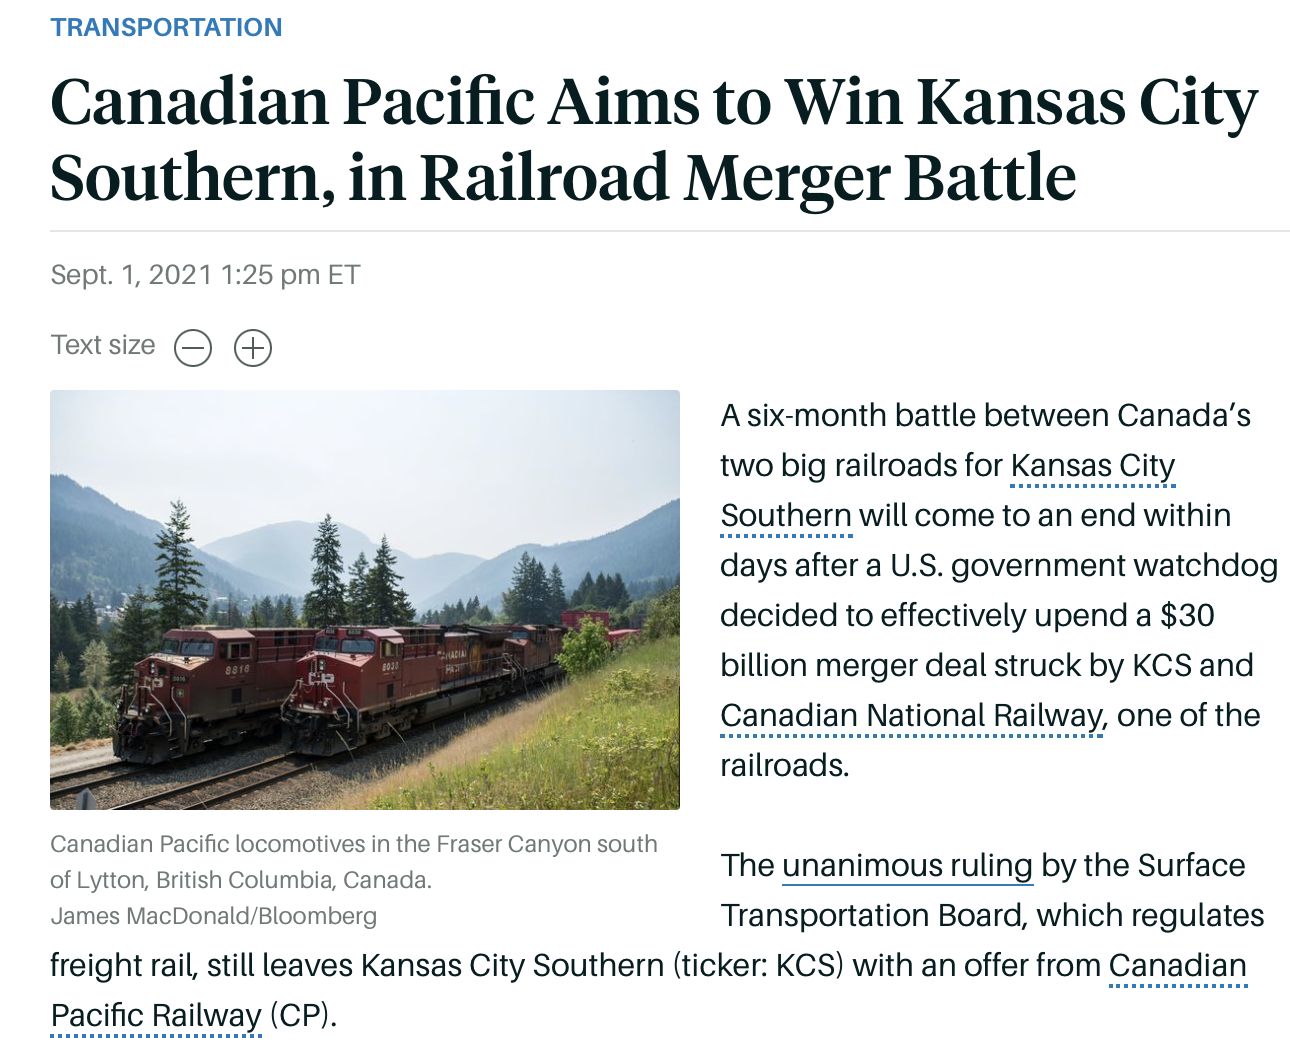 TRANSPORTATION
Canadian Pacific Aims to Win Kansas City
Southern, in Railroad Merger Battle
Sept. 1, 2021 1:25 pm ET
Text size
8816
8030
CANADIAN
Canadian Pacific locomotives in the Fraser Canyon south
of Lytton, British Columbia, Canada.
James MacDonald/Bloomberg
A six-month battle between Canada’s
two big railroads for Kansas City
Southern will come to an end within
days after a U.S. government watchdog
decided to effectively upend a $30
billion merger deal struck by KCS and
Canadian National Railway, one of the
railroads.
The unanimous ruling by the Surface
Transportation Board, which regulates
freight rail, still leaves Kansas City Southern (ticker: KCS) with an offer from Canadian
Pacific Railway (CP).